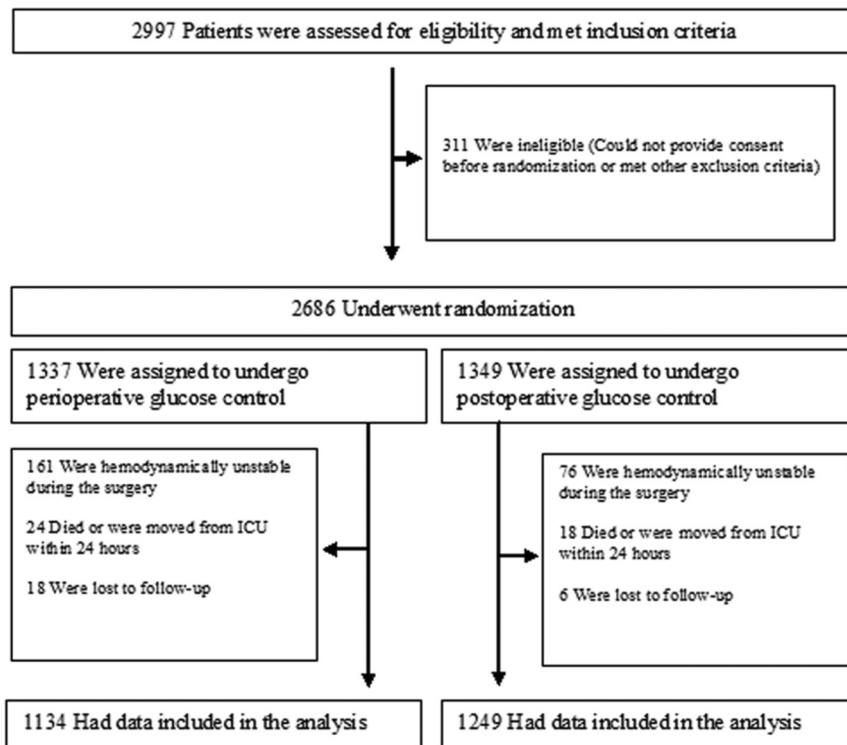 2997 Patients were assessed for eligibility and met inclusion criteria
311 Were ineligible (Could not provide consent
before randomization or met other exclusion criteria)
2686 Underwent randomization
1337 Were assigned to undergo
perioperative glucose control
1349 Were assigned to undergo
postoperative glucose control
161 Were hemodynamically unstable
during the surgery
24 Died or were moved from ICU
within 24 hours
18 Were lost to follow-up
76 Were hemodynamically unstable
during the surgery
18 Died or were moved from ICU
within 24 hours
6 Were lost to follow-up
1134 Had data included in the analysis
1249 Had data included in the analysis